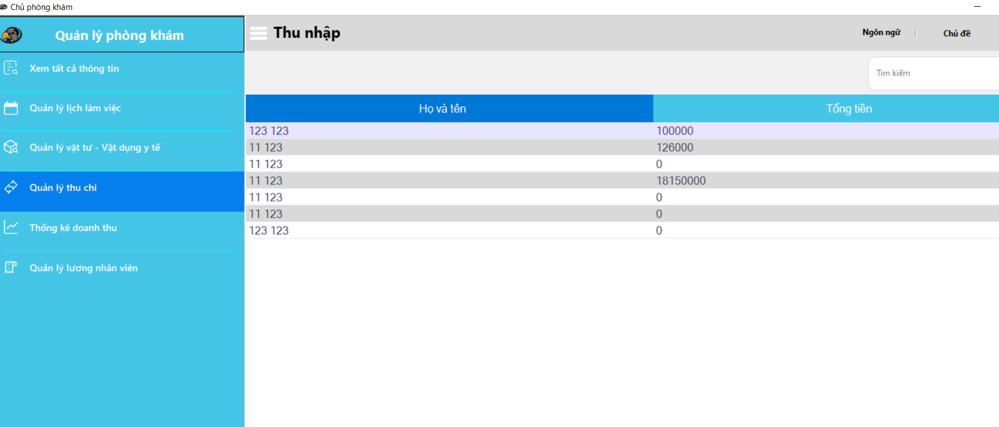 Chủ phòng khám
Quản lý phòng khám
Thu nhập
Ngôn ngữ
Chủ đề
Xem tất cả thông tin
Quản lý lịch làm việc
Quản lý vật tư - Vật dụng y tế
Quản lý thu chi
Thống kê doanh thu
Quản lý lương nhân viên
Tìm kiếm
Họ và tên Tổng tiền
123 123 100000
11 123 126000
11 123 0
11 123 18150000
11 123 0
11 123 0
123 123 0